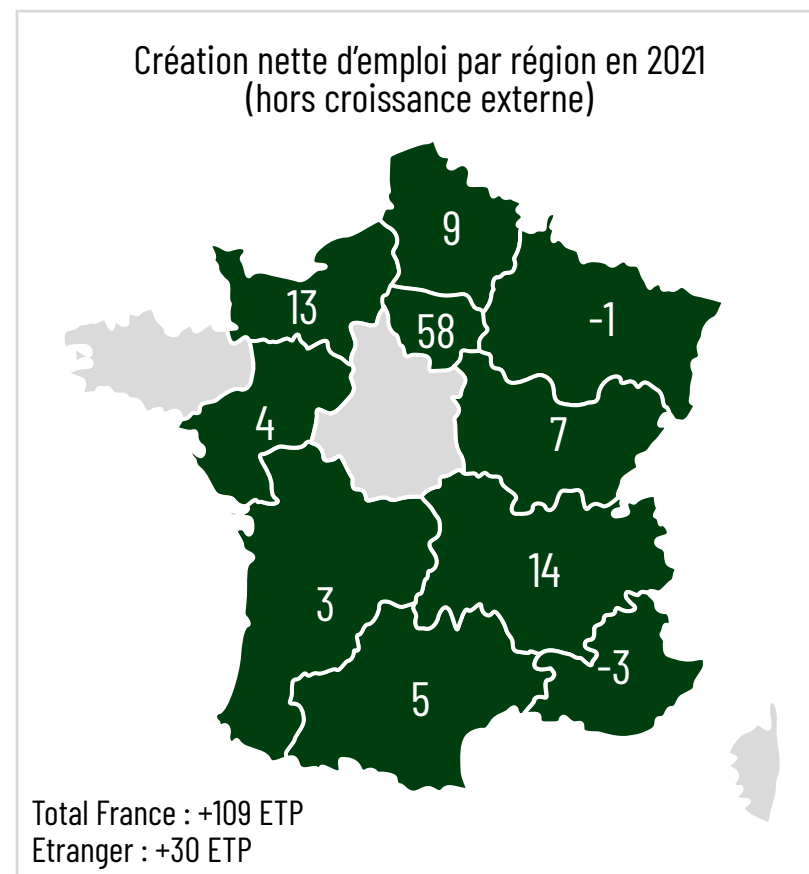 Création nette d'emploi par région en 2021
(hors croissance externe)
9
13
58
-1
4
7
14
3
-3
5
Total France : +109 ETP
Etranger : +30 ETP